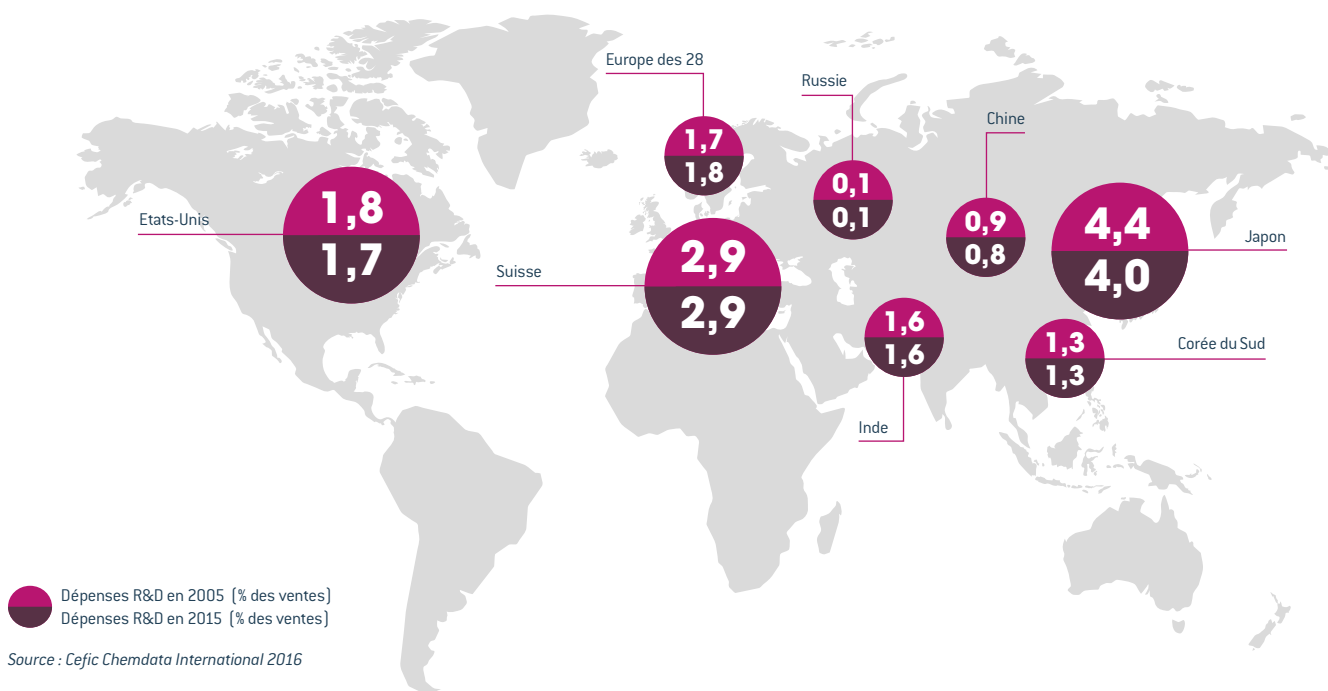 Europe des 28
1,7
1,8
Russie
0,1
0,1
Chine
0,9
0,8
Etats-Unis
1,8
1,7
Suisse
2,9
2,9
4,4
4,0
Japon
1,6
1,6
Inde
1,3
1,3
Corée du Sud
Dépenses R&D en 2005 (% des ventes)
Dépenses R&D en 2015 (% des ventes)
Source : Cefic Chemdata International 2016